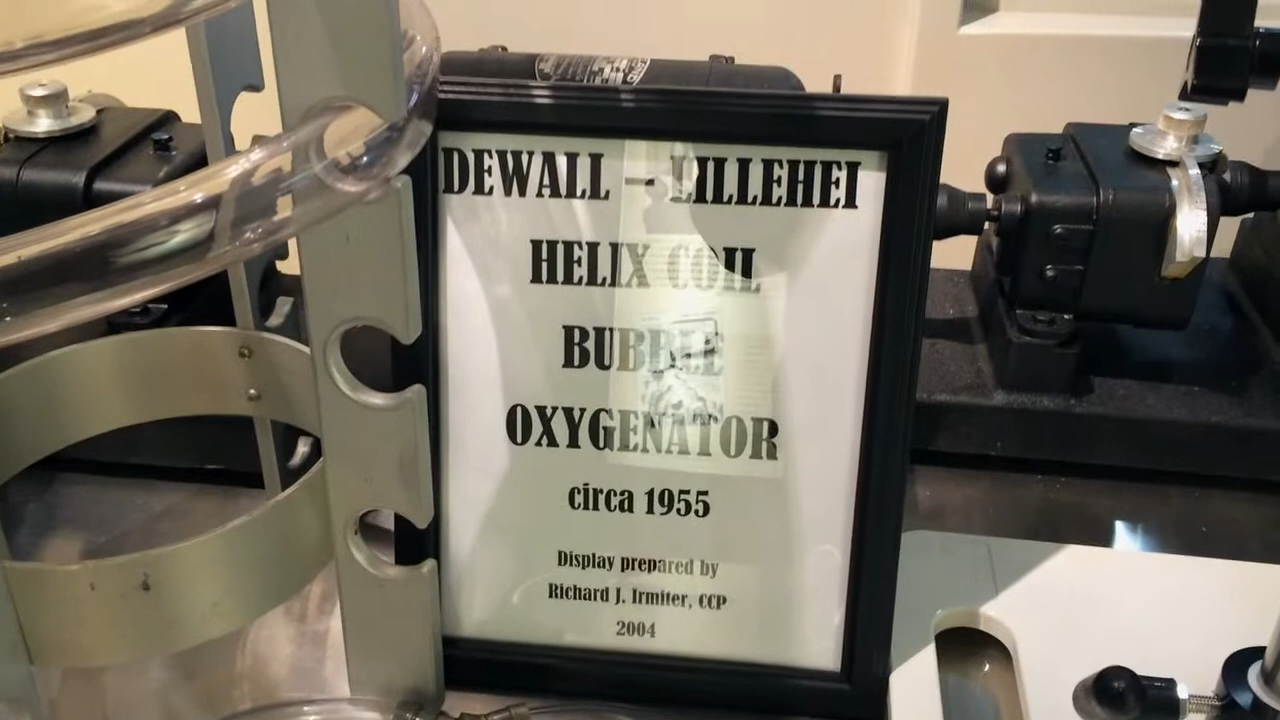 DEWALL — LILLEHEI
HELIX COIL
BUBBLE
OXYGENATOR
circa 1955
Display prepared by
Richard J. Irmiter, CCP
2004